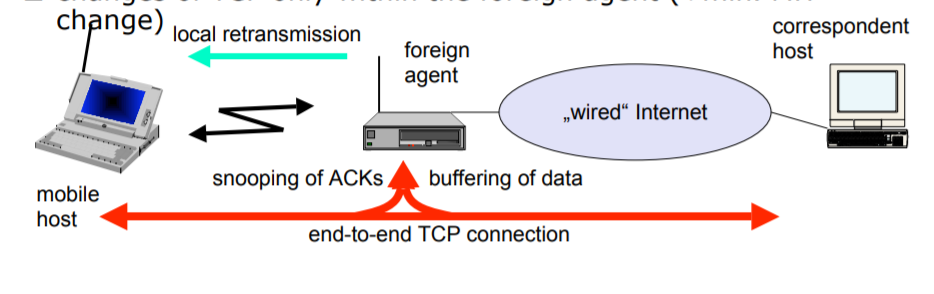 change)
local retransmission
correspondent
host
foreign
agent
„wired“ Internet
snooping of ACKs
buffering of data
mobile
host
end-to-end TCP connection